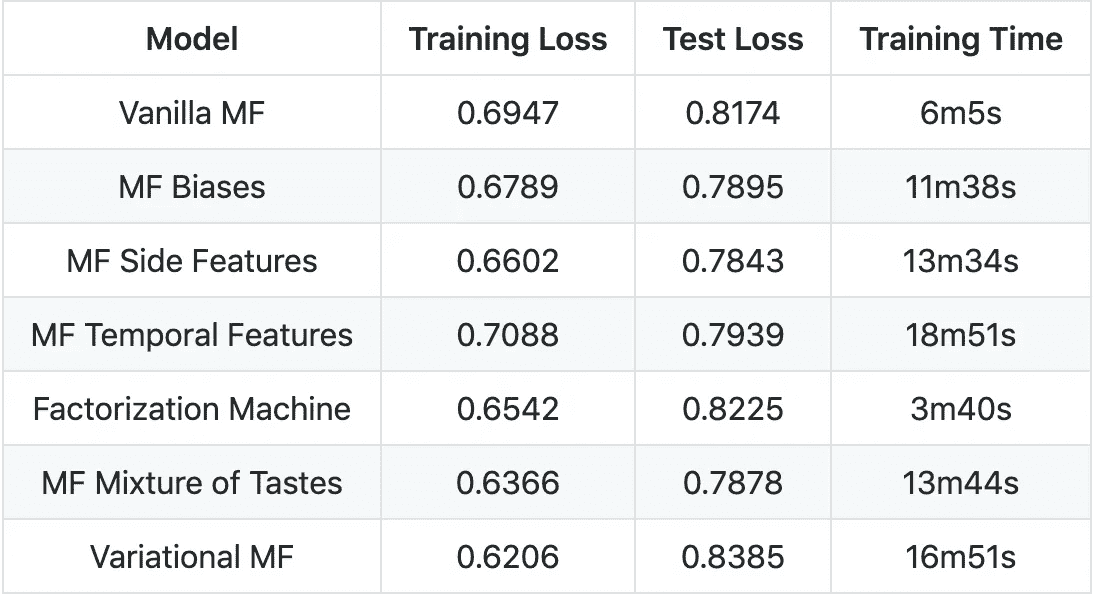 Model Training Loss Test Loss Training Time
Vanilla MF 0.6947 0.8174 6m5s
MF Biases 0.6789 0.7895 11m38s
MF Side Features 0.6602 0.7843 13m34s
MF Temporal Features 0.7088 0.7939 18m51s
Factorization Machine 0.6542 0.8225 3m40s
MF Mixture of Tastes 0.6366 0.7878 13m44s
Variational MF 0.6206 0.8385 16m51s